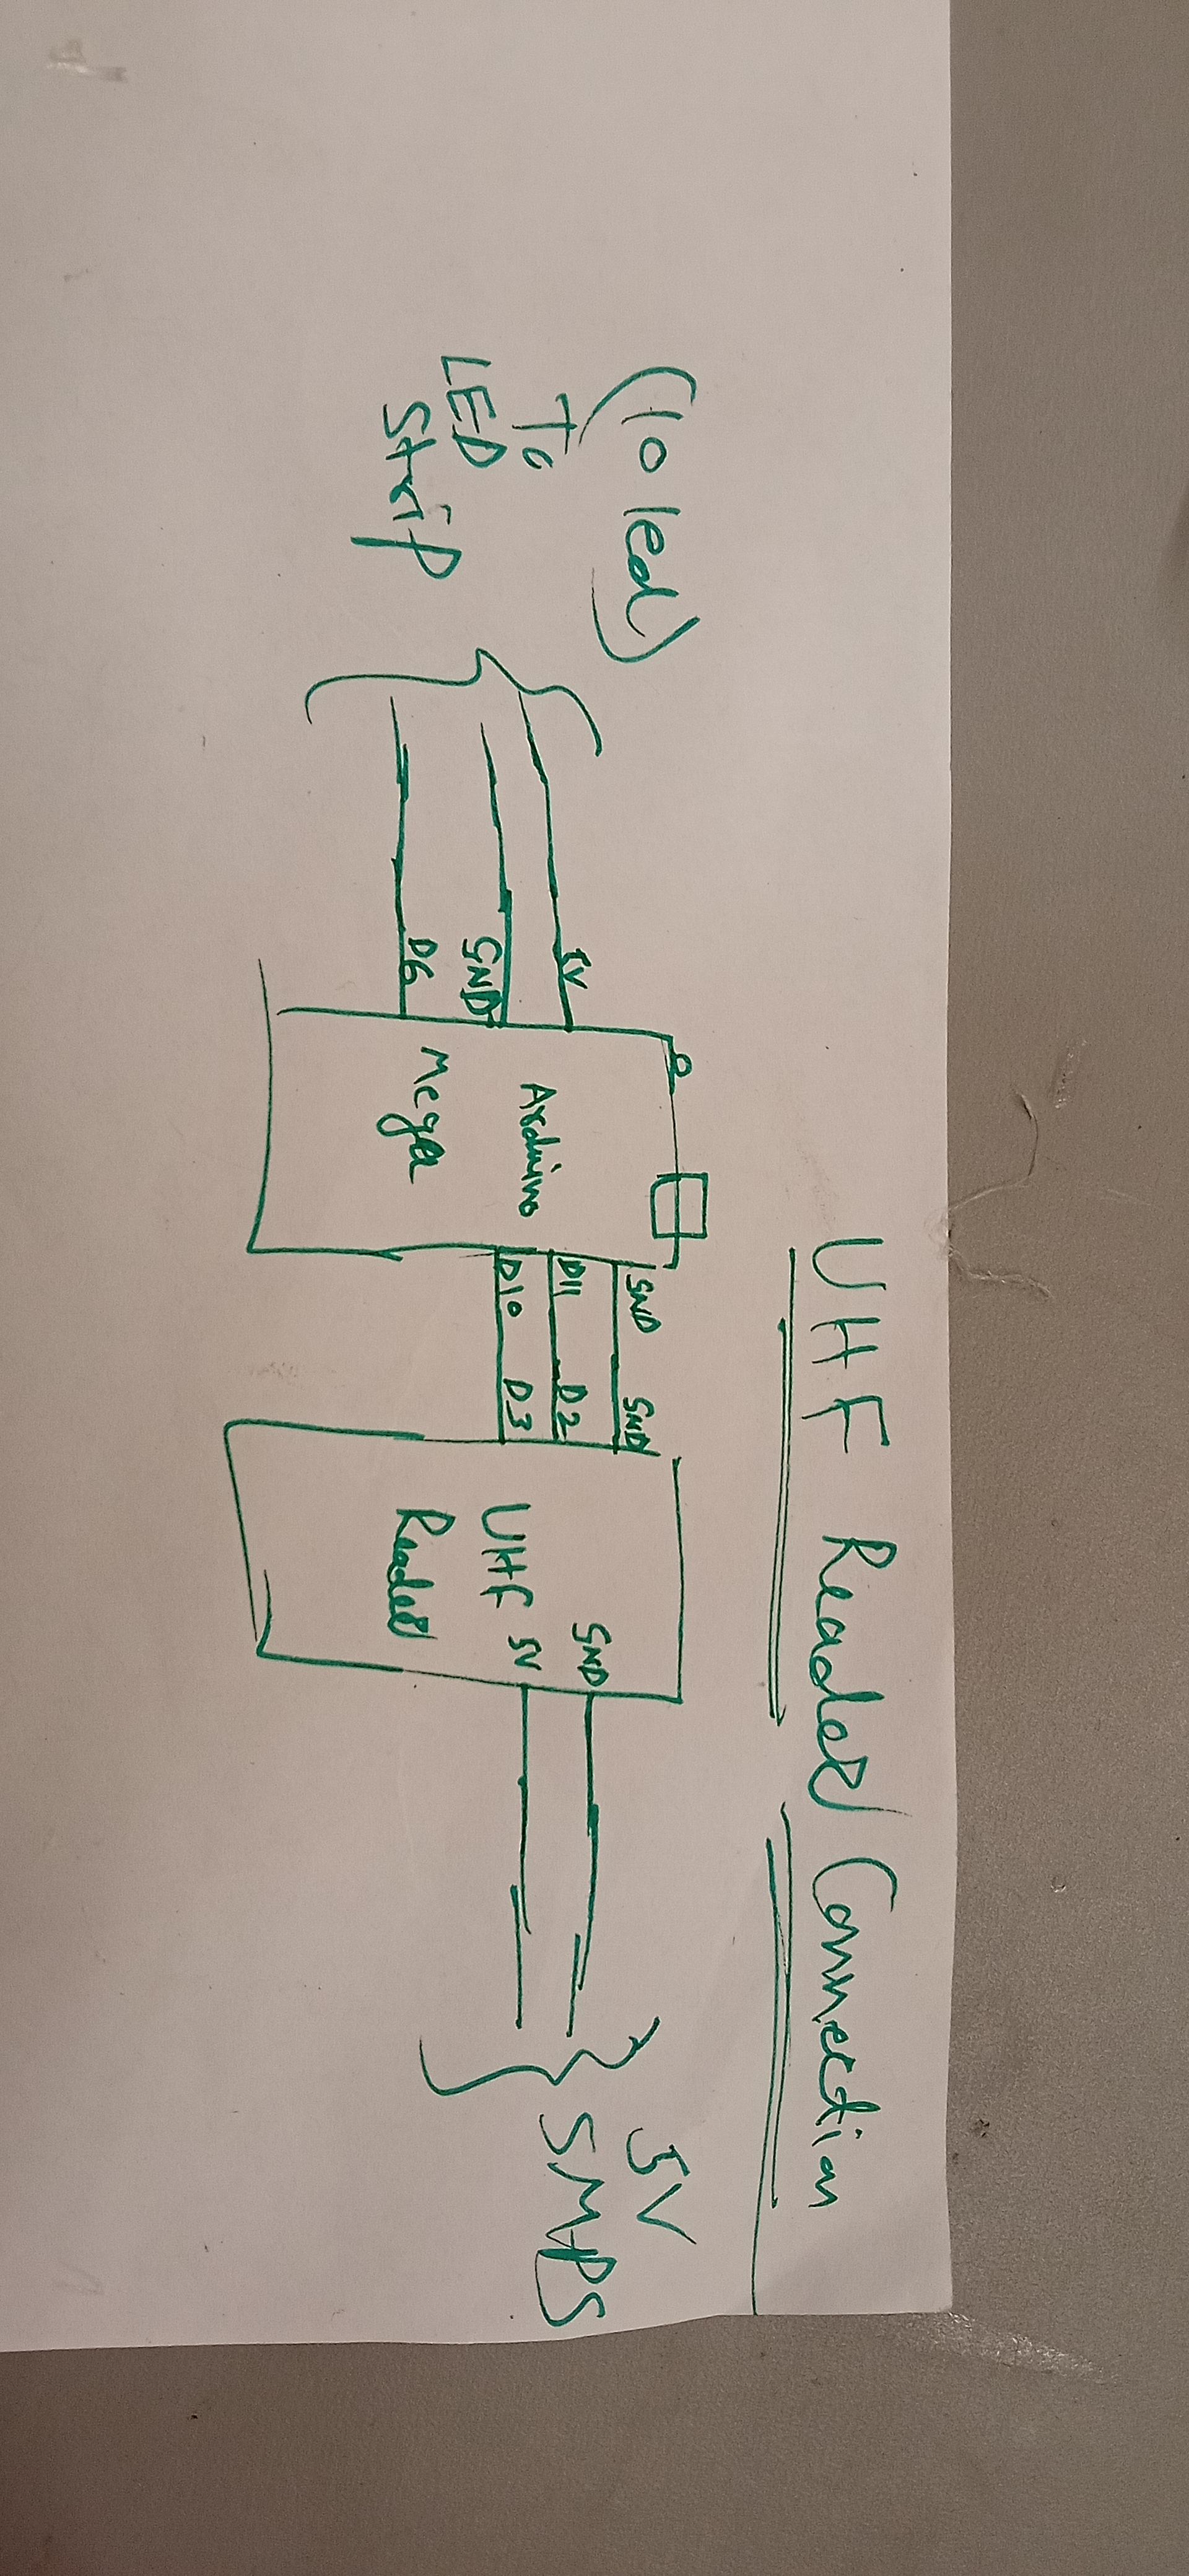 UHF Reader Connection
(10 led)
To
LED
Strip
5V
GND
D6
Arduino
Mega
GND GND
D11 D2
D10 D3
UHF
Reader
GND
5V
5V
SMPS